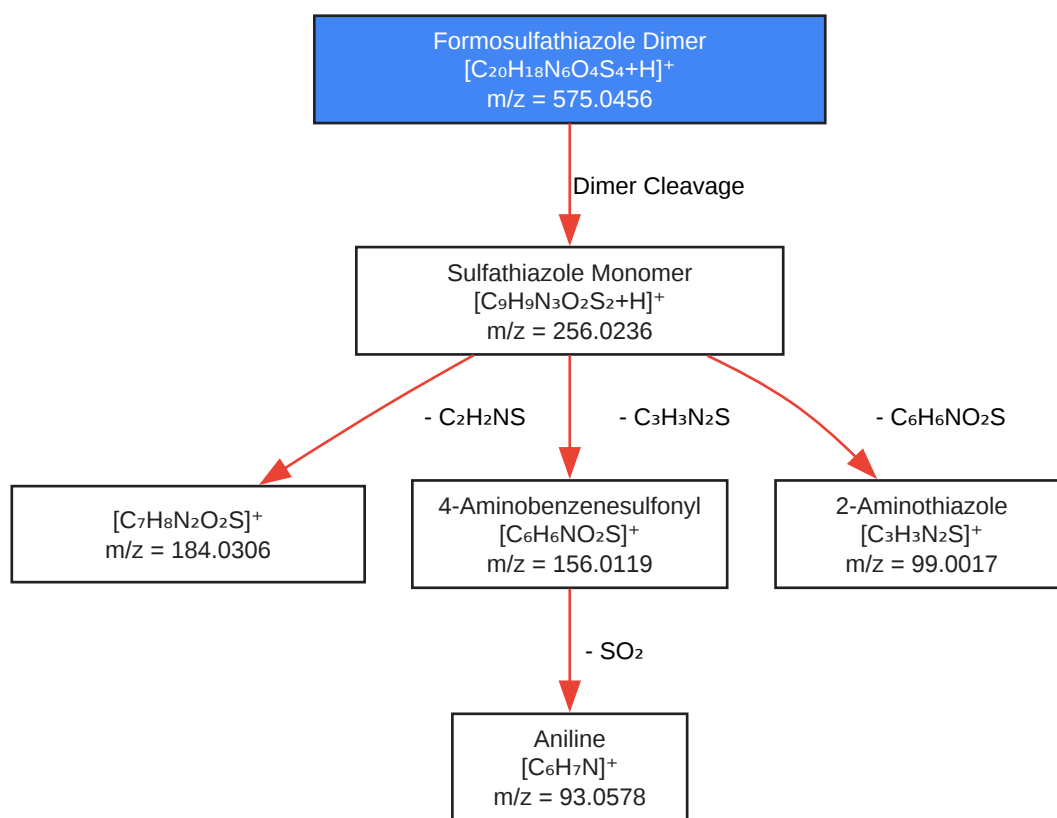 Formosulfathiazole Dimer
[C₂₀H₁₈N₆O₄S₄+H]⁺
m/z = 575.0456
Dimer Cleavage
Sulfathiazole Monomer
[C₉H₉N₃O₂S₂+H]⁺
m/z = 256.0236
- C₂H₂NS
- C₃H₃N₂S
- C₆H₆NO₂S
[C₇H₈N₂O₂S]⁺
m/z = 184.0306
4-Aminobenzenesulfonyl
[C₆H₆NO₂S]⁺
m/z = 156.0119
2-Aminothiazole
[C₃H₃N₂S]⁺
m/z = 99.0017
- SO₂
Aniline
[C₆H₇N]⁺
m/z = 93.0578